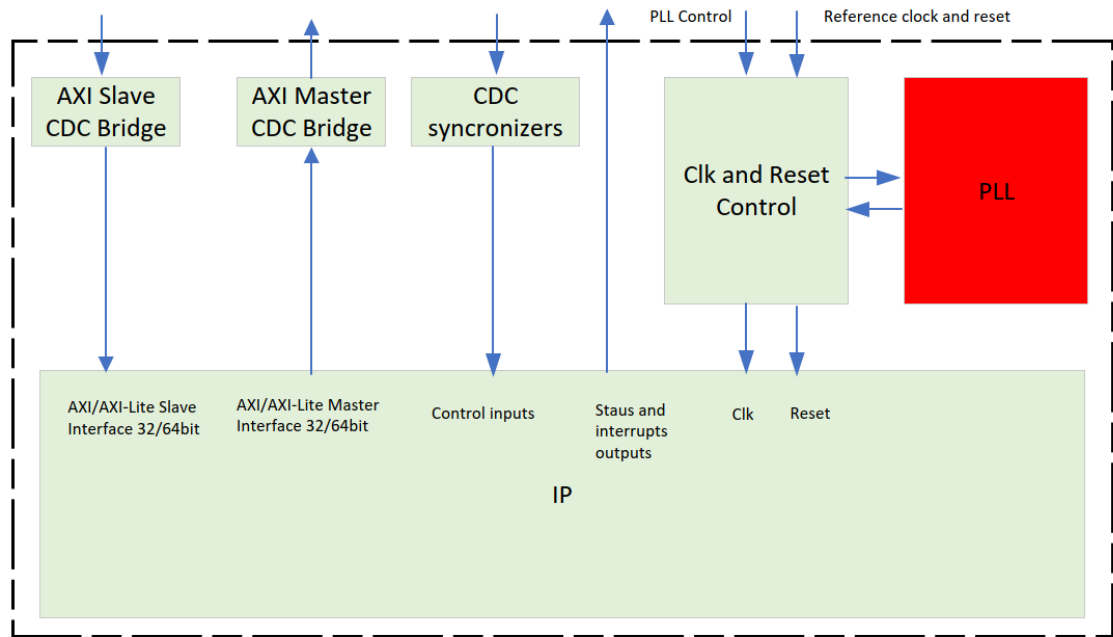 PLL Control
Reference clock and reset
AXI Slave
CDC Bridge
AXI Master
CDC Bridge
CDC
syncronizers
Clk and Reset
Control
PLL
AXI/AXI-Lite Slave
Interface 32/64bit
AXI/AXI-Lite Master
Interface 32/64bit
Control inputs
Staus and
interrupts
outputs
Clk
Reset
IP